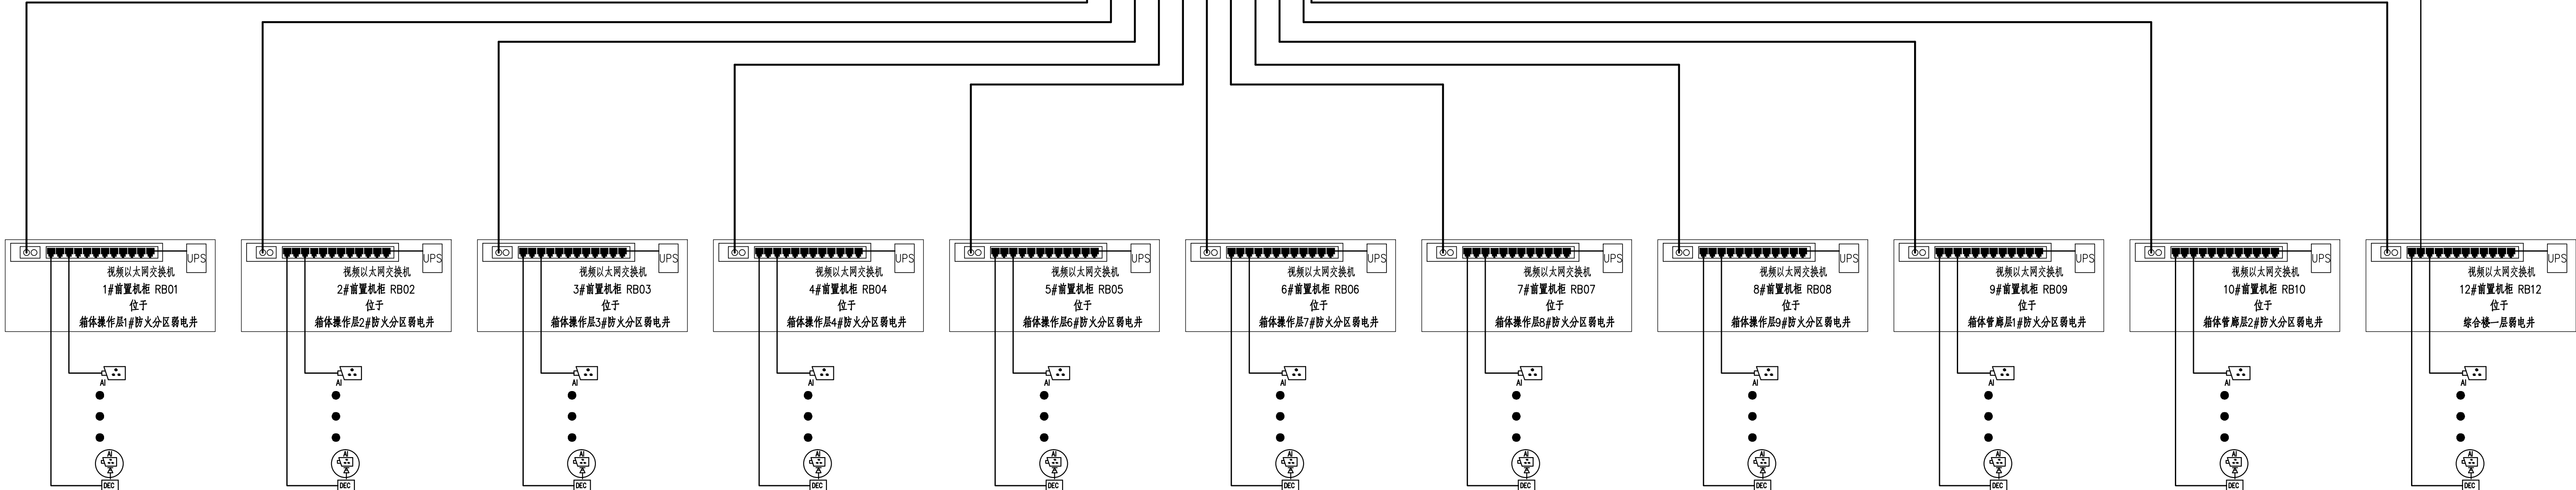 UPS
视频以太网交换机
1#前置机柜 RB01
位于
箱体操作层1#防火分区弱电井
AI
AI
DEC
UPS
视频以太网交换机
2#前置机柜 RB02
位于
箱体操作层2#防火分区弱电井
AI
AI
DEC
UPS
视频以太网交换机
3#前置机柜 RB03
位于
箱体操作层3#防火分区弱电井
AI
AI
DEC
UPS
视频以太网交换机
4#前置机柜 RB04
位于
箱体操作层4#防火分区弱电井
AI
AI
DEC
UPS
视频以太网交换机
5#前置机柜 RB05
位于
箱体操作层6#防火分区弱电井
AI
AI
DEC
UPS
视频以太网交换机
6#前置机柜 RB06
位于
箱体操作层7#防火分区弱电井
AI
AI
DEC
UPS
视频以太网交换机
7#前置机柜 RB07
位于
箱体操作层8#防火分区弱电井
AI
AI
DEC
UPS
视频以太网交换机
8#前置机柜 RB08
位于
箱体操作层9#防火分区弱电井
AI
AI
DEC
UPS
视频以太网交换机
9#前置机柜 RB09
位于
箱体管廊层1#防火分区弱电井
AI
AI
DEC
UPS
视频以太网交换机
10#前置机柜 RB10
位于
箱体管廊层2#防火分区弱电井
AI
AI
DEC
UPS
视频以太网交换机
12#前置机柜 RB12
位于
综合楼一层弱电井
AI
AI
DEC